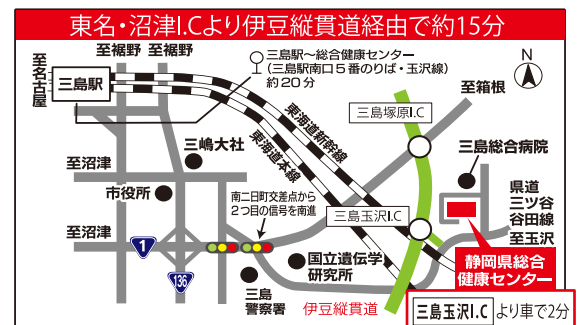 東名・沼津I.Cより伊豆縦貫道経由で約15分
至裾野
至裾野
至名古屋
三島駅
三島駅〜総合健康センター
(三島駅南口5番のりば・玉沢線)
約20分
N
至箱根
東海道新幹線
東海道本線
三島塚原I.C
三嶋大社
三島総合病院
至沼津
市役所
南二日町交差点から
2つ目の信号を南進
三島玉沢I.C
県道
三ツ谷
谷田線
至玉沢
至沼津
1
136
国立遺伝学
研究所
静岡県総合
健康センター
三島
警察署
伊豆縦貫道
三島玉沢I.Cより車で2分